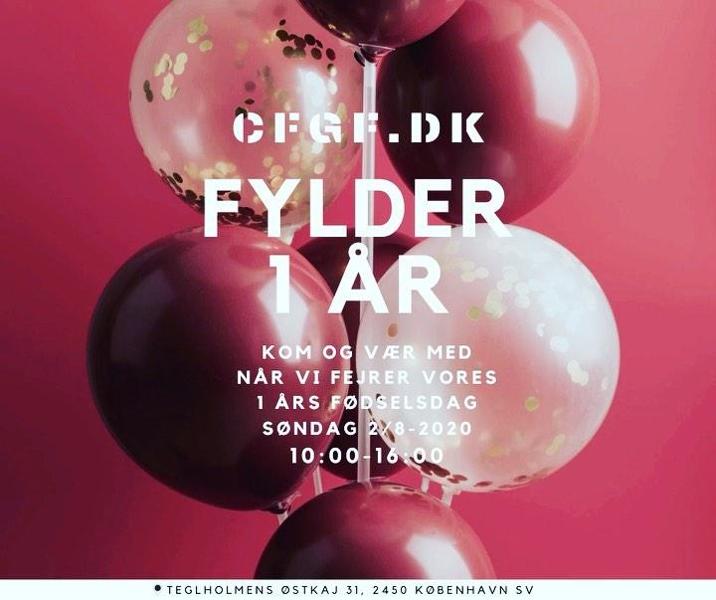 CFGF.DK
FYLDER
1 ÅR
KOM OG VÆR MED
NÅR VI FEJRER VORES
1 ÅRS FØDSELSDAG
SØNDAG 2/8-2020
10:00-16:00
TEGLHOLMENS ØSTKAJ 31, 2450 KØBENHAVN SV